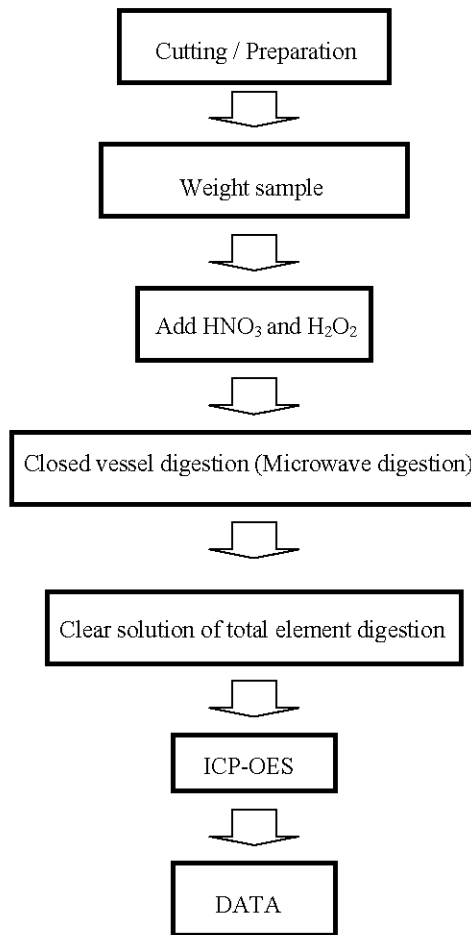 Cutting / Preparation
Weight sample
Add HNO₃ and H₂O₂
Closed vessel digestion (Microwave digestion)
Clear solution of total element digestion
ICP-OES
DATA